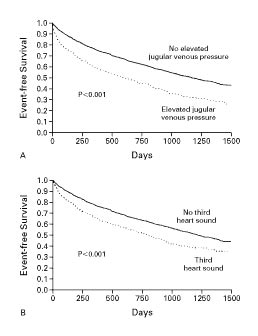 Event-free Survival
1.0
0.9
0.8
0.7
0.6
0.5
0.4
0.3
0.2
0.1
0.0
No elevated
jugular venous pressure
P<0.001
Elevated jugular
venous pressure
0 250 500 750 1000 1250 1500
A
Days
Event-free Survival
1.0
0.9
0.8
0.7
0.6
0.5
0.4
0.3
0.2
0.1
0.0
No third
heart sound
P<0.001
Third
heart sound
0 250 500 750 1000 1250 1500
B
Days